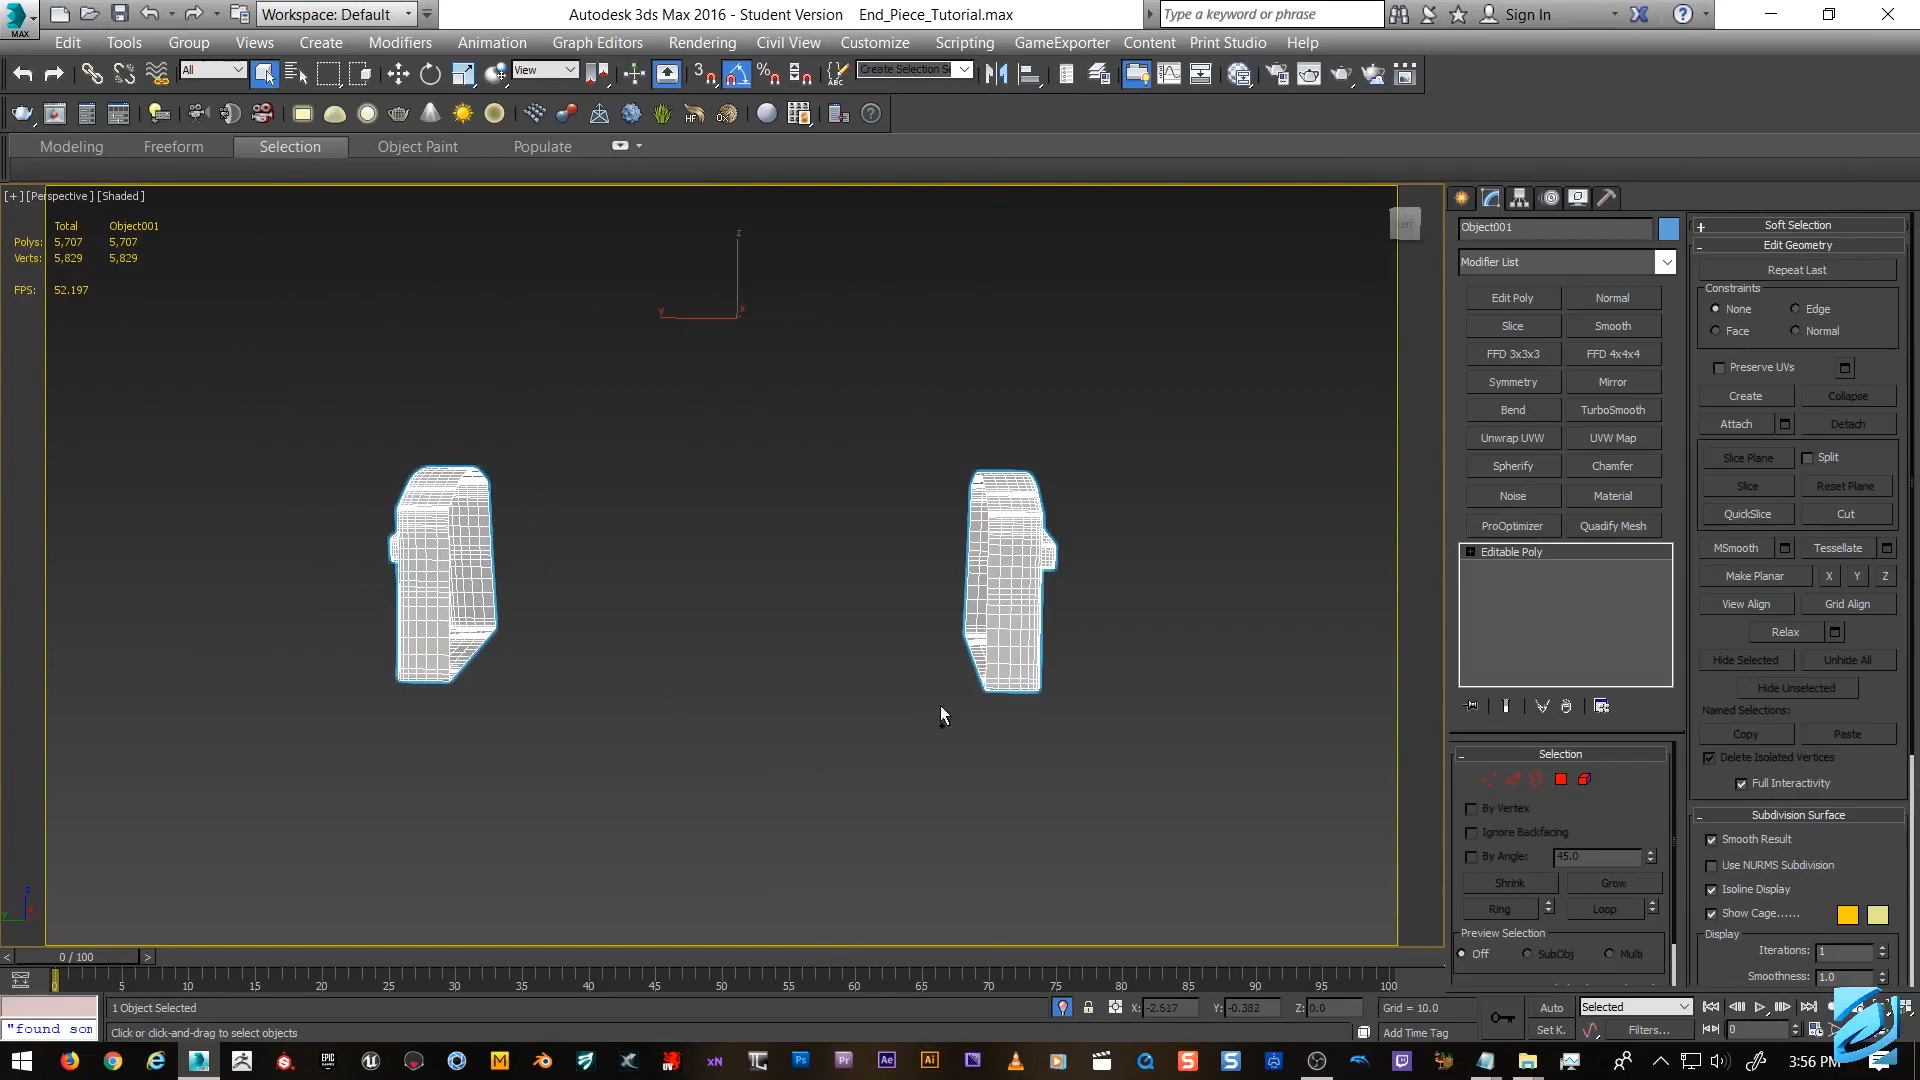 Workspace: Default
Autodesk 3ds Max 2016 - Student Version End_Piece_Tutorial.max
Type a keyword or phrase
Sign In
MAX
Edit Tools Group Views Create Modifiers Animation Graph Editors Rendering Civil View Customize Scripting GameExporter Content Print Studio Help
All
View
Create Selection Se
Modeling Freeform Selection Object Paint Populate
[+] [Perspective] [Shaded]
Total Object001
Polys: 5,707 5,707
Verts: 5,829 5,829
FPS: 52.197
z
y x
LEFT
Object001
Modifier List
Edit Poly Normal
Slice Smooth
FFD 3x3x3 FFD 4x4x4
Symmetry Mirror
Bend TurboSmooth
Unwrap UVW UVW Map
Spherify Chamfer
Noise Material
ProOptimizer Quadify Mesh
Editable Poly
Selection
By Vertex
Ignore Backfacing
By Angle: 45.0
Shrink Grow
Ring Loop
Preview Selection
Off SubObj Multi
Soft Selection
Edit Geometry
Repeat Last
Constraints
None Edge
Face Normal
Preserve UVs
Create Collapse
Attach Detach
Slice Plane Split
Slice Reset Plane
QuickSlice Cut
MSmooth Tessellate
Make Planar X Y Z
View Align Grid Align
Relax
Hide Selected Unhide All
Hide Unselected
Named Selections:
Copy Paste
Delete Isolated Vertices
Full Interactivity
Subdivision Surface
Smooth Result
Use NURMS Subdivision
Isoline Display
Show Cage......
Display
Iterations: 1
Smoothness: 1.0
0 / 100
0 5 10 15 20 25 30 35 40 45 50 55 60 65 70 75 80 85 90 95 100
1 Object Selected
X: -2.617 Y: -0.382 Z: 0.0
Grid = 10.0
Auto Selected
"found som
Click or click-and-drag to select objects
Add Time Tag
Set K. Filters...
0
3:56 PM